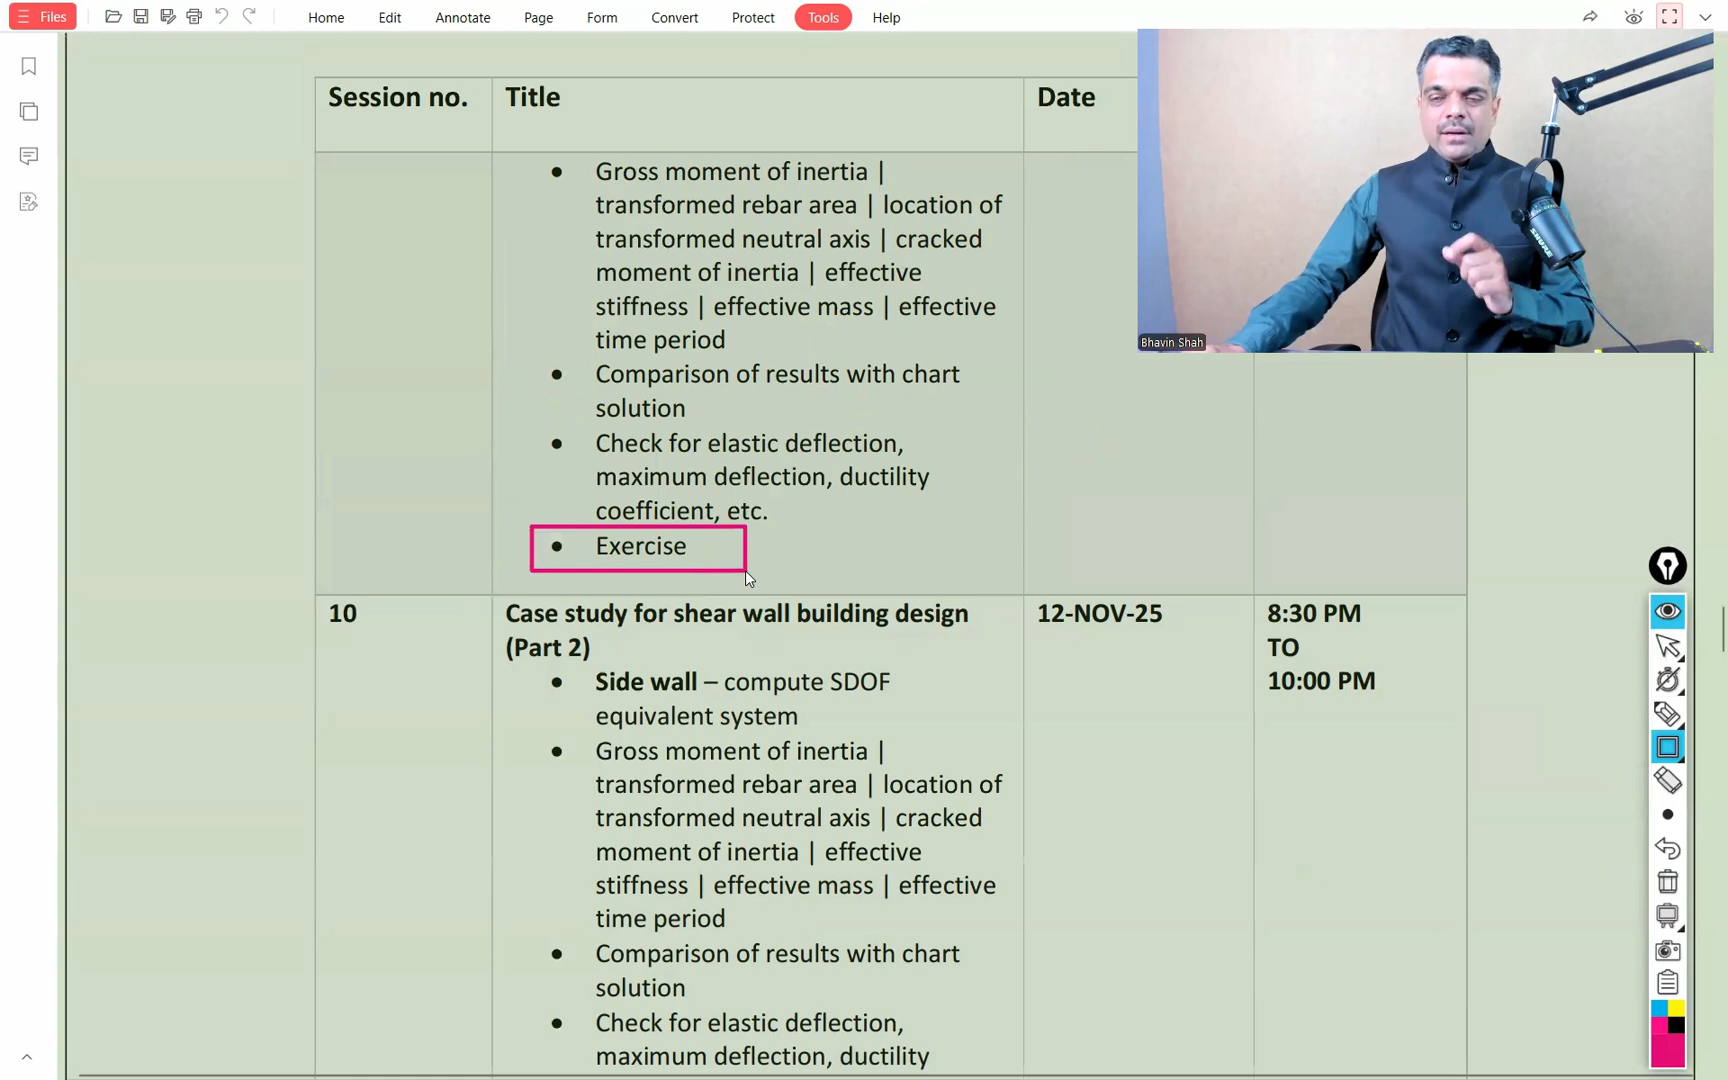 Files
Home Edit Annotate Page Form Convert Protect Tools Help
Session no. Title Date
• Gross moment of inertia |
transformed rebar area | location of
transformed neutral axis | cracked
moment of inertia | effective
stiffness | effective mass | effective
time period
• Comparison of results with chart
solution
• Check for elastic deflection,
maximum deflection, ductility
coefficient, etc.
• Exercise
10 Case study for shear wall building design 12-NOV-25 8:30 PM
(Part 2) TO
• Side wall – compute SDOF 10:00 PM
equivalent system
• Gross moment of inertia |
transformed rebar area | location of
transformed neutral axis | cracked
moment of inertia | effective
stiffness | effective mass | effective
time period
• Comparison of results with chart
solution
• Check for elastic deflection,
maximum deflection, ductility
Bhavin Shah
SHURE